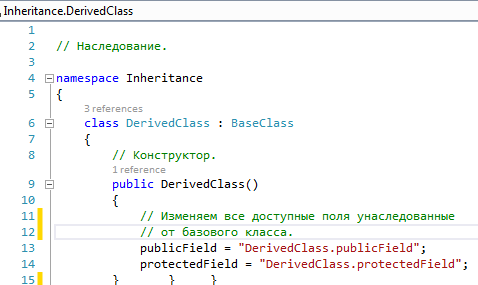 Inheritance.DerivedClass
1
2 // Наследование.
3
4 namespace Inheritance
5 {
3 references
6 class DerivedClass : BaseClass
7 {
8 // Конструктор.
1 reference
9 public DerivedClass()
10 {
11 // Изменяем все доступные поля унаследованные
12 // от базового класса.
13 publicField = "DerivedClass.publicField";
14 protectedField = "DerivedClass.protectedField";
15 } } }